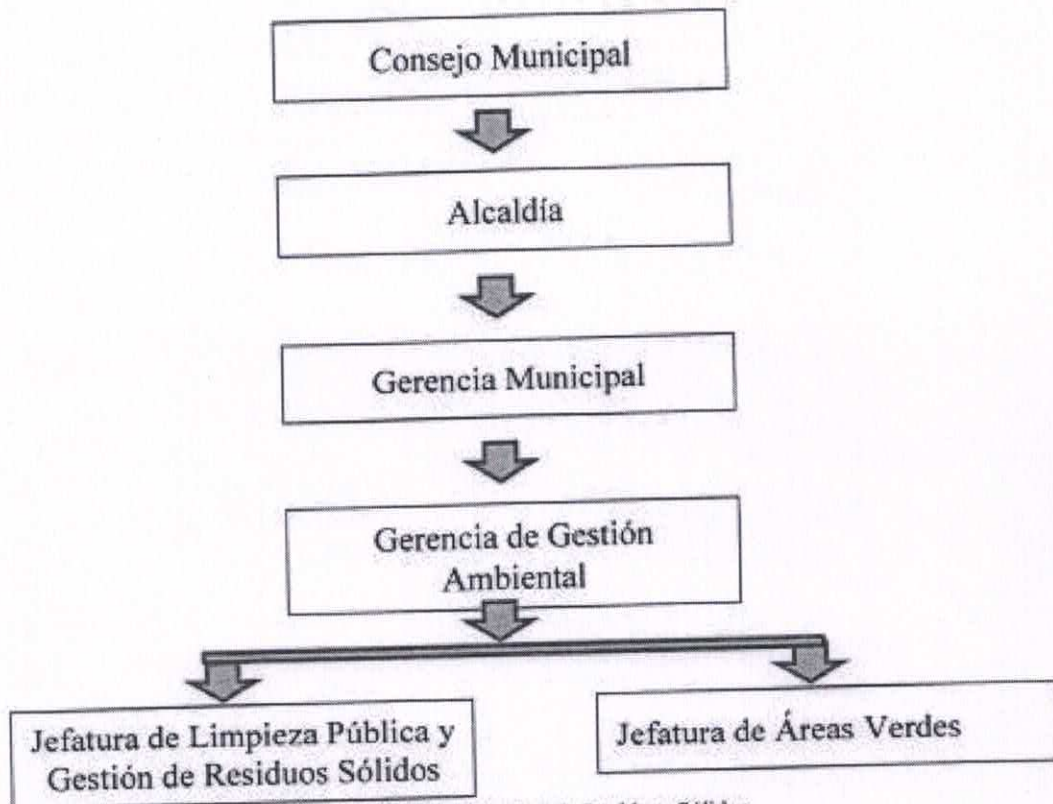 Consejo Municipal
Alcaldía
Gerencia Municipal
Gerencia de Gestión
Ambiental
Jefatura de Limpieza Pública y
Gestión de Residuos Sólidos
Jefatura de Áreas Verdes